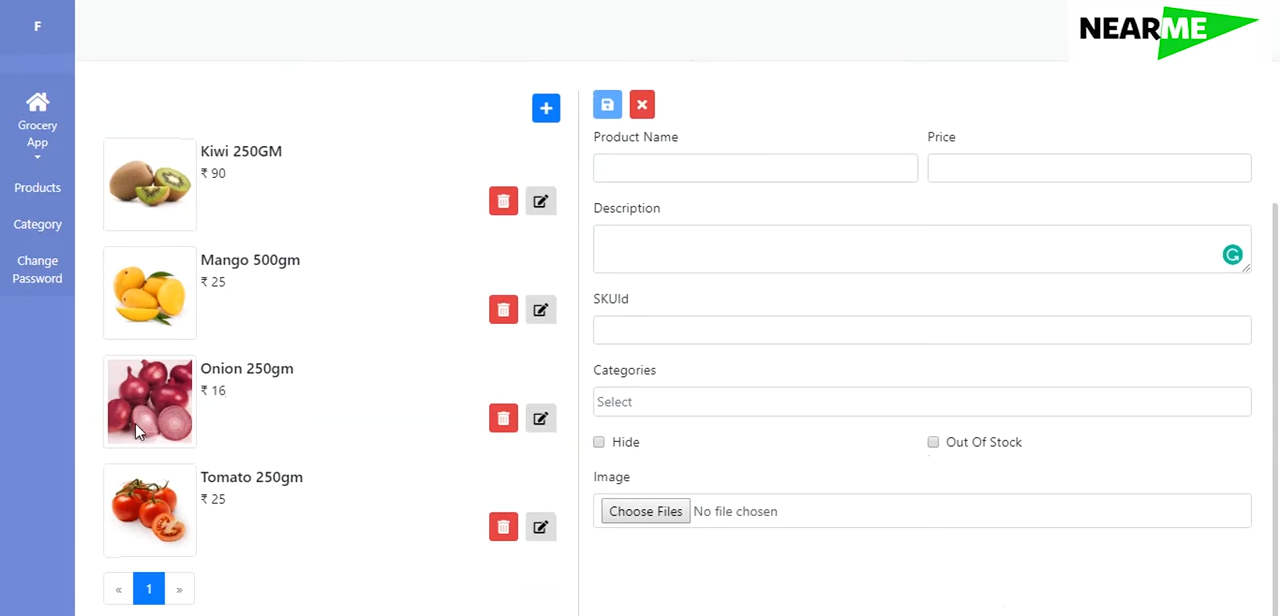 F
NEARME
Grocery
App
Products
Category
Change
Password
+
Kiwi 250GM
₹ 90
Mango 500gm
₹ 25
Onion 250gm
₹ 16
Tomato 250gm
₹ 25
« 1 »
Product Name Price
Description
SKUId
Categories
Select
Hide Out Of Stock
Image
Choose Files No file chosen